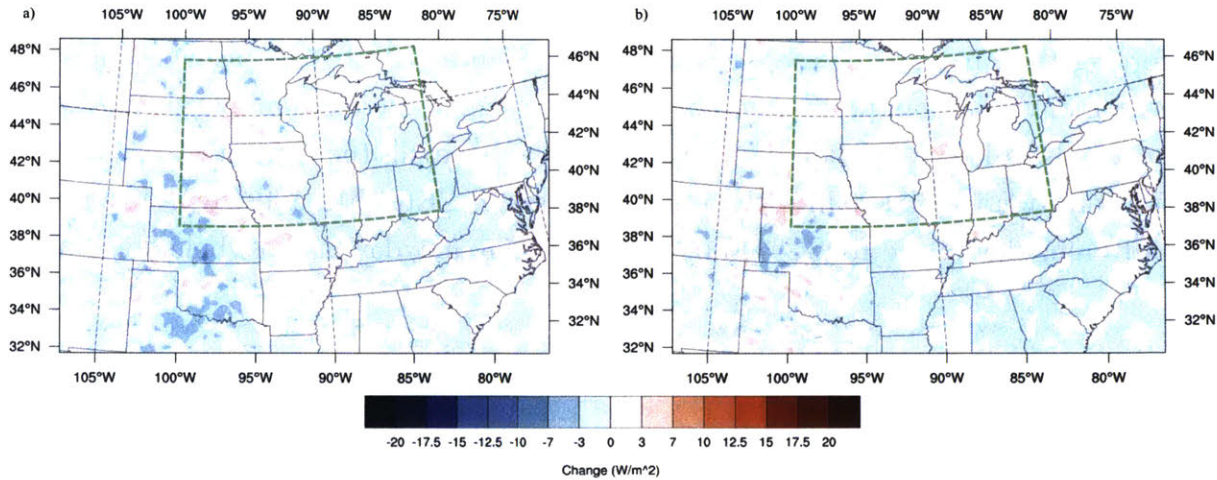 a) 105°W 100°W 95°W 90°W 85°W 80°W 75°W b) 105°W 100°W 95°W 90°W 85°W 80°W 75°W
48°N 46°N 48°N 46°N
46°N 44°N 46°N 44°N
44°N 42°N 44°N 42°N
42°N 40°N 42°N 40°N
40°N 38°N 40°N 38°N
38°N 36°N 38°N 36°N
36°N 34°N 36°N 34°N
34°N 32°N 34°N 32°N
32°N 32°N
105°W 100°W 95°W 90°W 85°W 80°W 105°W 100°W 95°W 90°W 85°W 80°W
-20 -17.5 -15 -12.5 -10 -7 -3 0 3 7 10 12.5 15 17.5 20
Change (W/m^2)